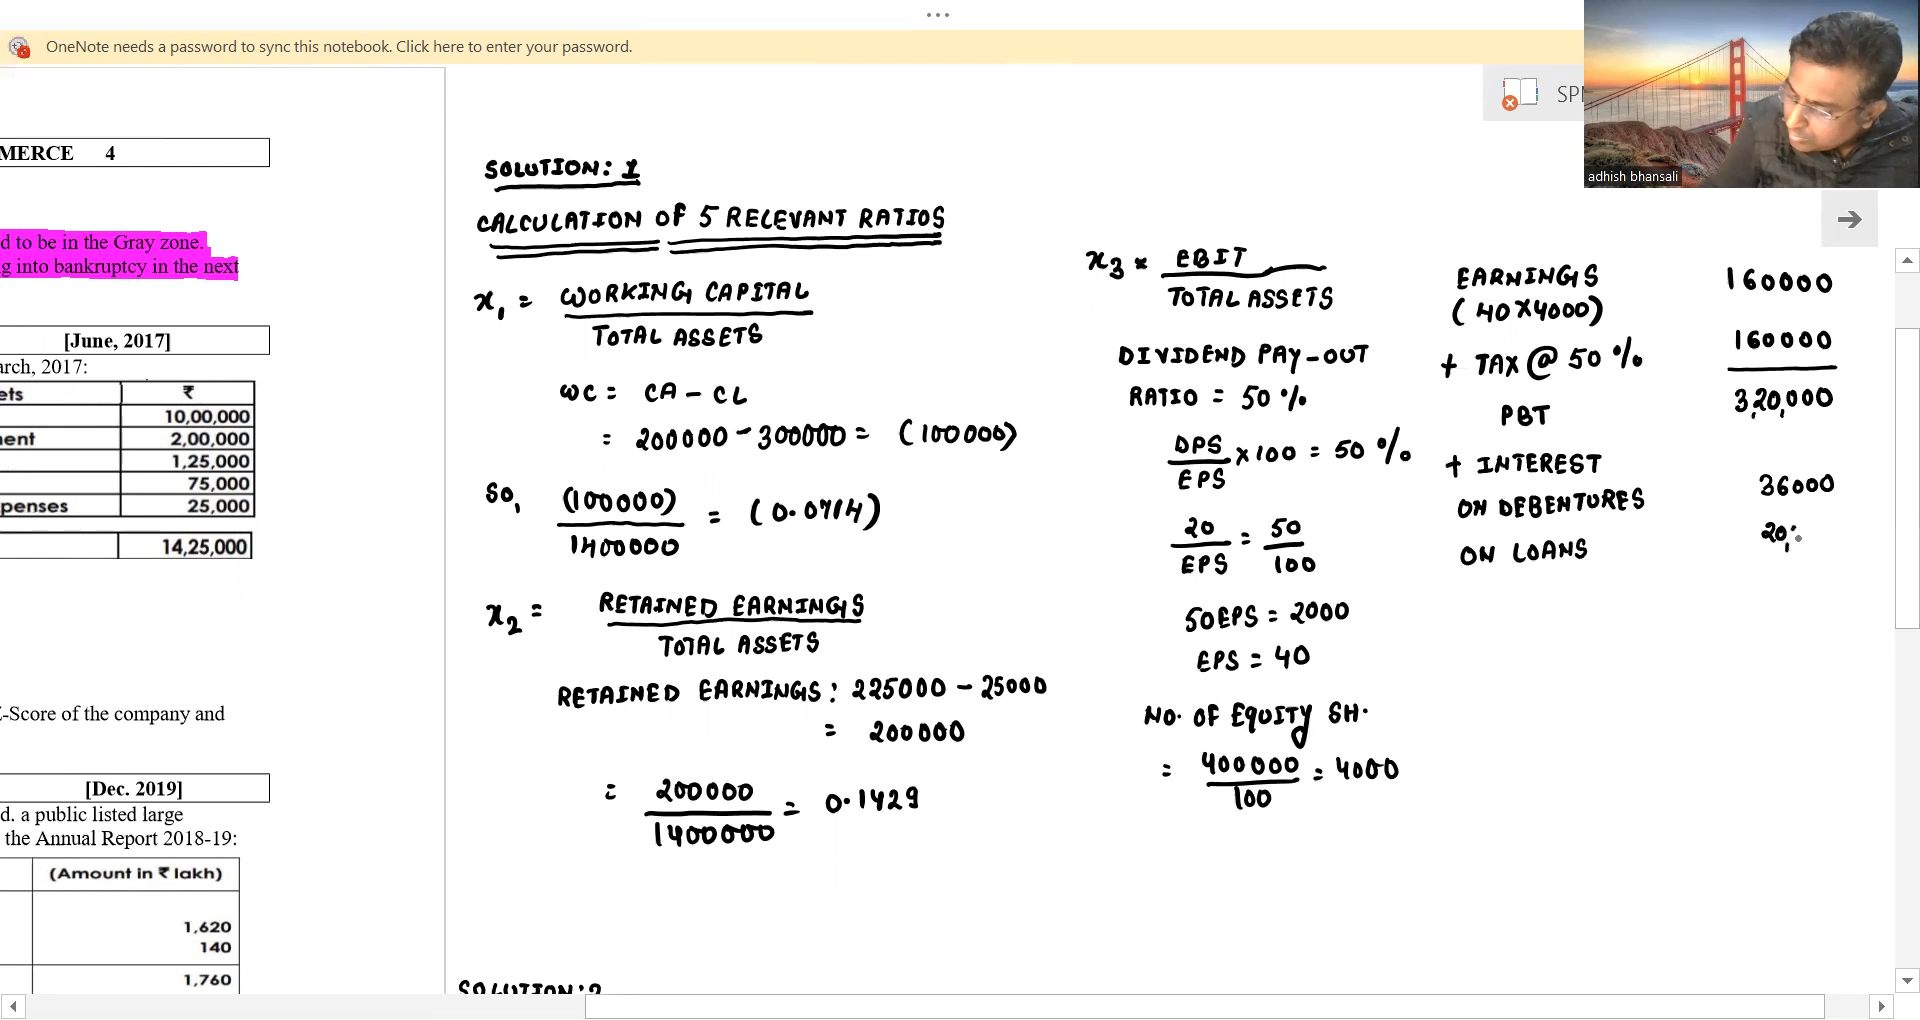 OneNote needs a password to sync this notebook. Click here to enter your password.
adhish bhansali
MERCE 4
d to be in the Gray zone.
g into bankruptcy in the next
[June, 2017]
arch, 2017:
ets ₹
10,00,000
nent 2,00,000
1,25,000
75,000
penses 25,000
14,25,000
Z-Score of the company and
[Dec. 2019]
d. a public listed large
the Annual Report 2018-19:
(Amount in ₹ lakh)
1,620
140
1,760
SOLUTION: 1
CALCULATION OF 5 RELEVANT RATIOS
x1 = WORKING CAPITAL
TOTAL ASSETS
WC = CA - CL
= 200000 - 300000 = (100000)
SO, (100000) = (0.0714)
1400000
x2 = RETAINED EARNINGS
TOTAL ASSETS
RETAINED EARNINGS: 225000 - 25000
= 200000
= 200000 = 0.1429
1400000
x3 = EBIT
TOTAL ASSETS
DIVIDEND PAY-OUT
RATIO = 50%
DPS × 100 = 50%
EPS
20 = 50
EPS 100
50EPS = 2000
EPS = 40
NO. OF EQUITY SH.
= 400000 = 4000
100
EARNINGS 160000
(40×4000)
+ TAX @ 50% 160000
PBT 3,20,000
+ INTEREST
ON DEBENTURES 36000
ON LOANS 20,
SOLUTION:2